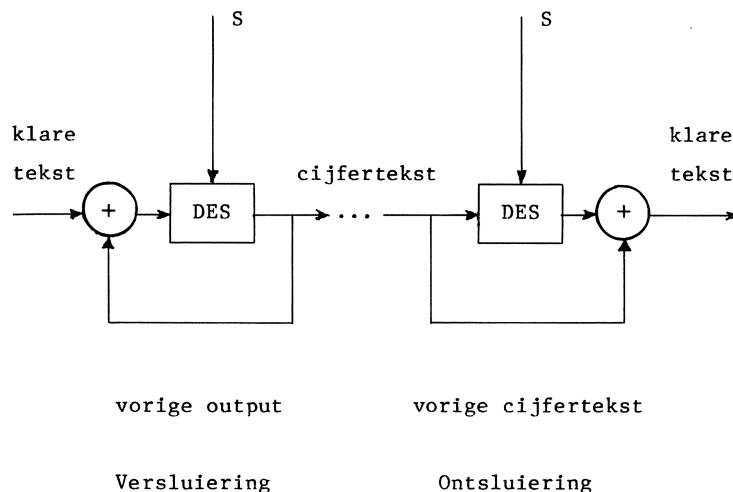 S
S
klare
tekst
cijfertekst
klare
tekst
+
DES
...
DES
+
vorige output
vorige cijfertekst
Versluiering
Ontsluiering